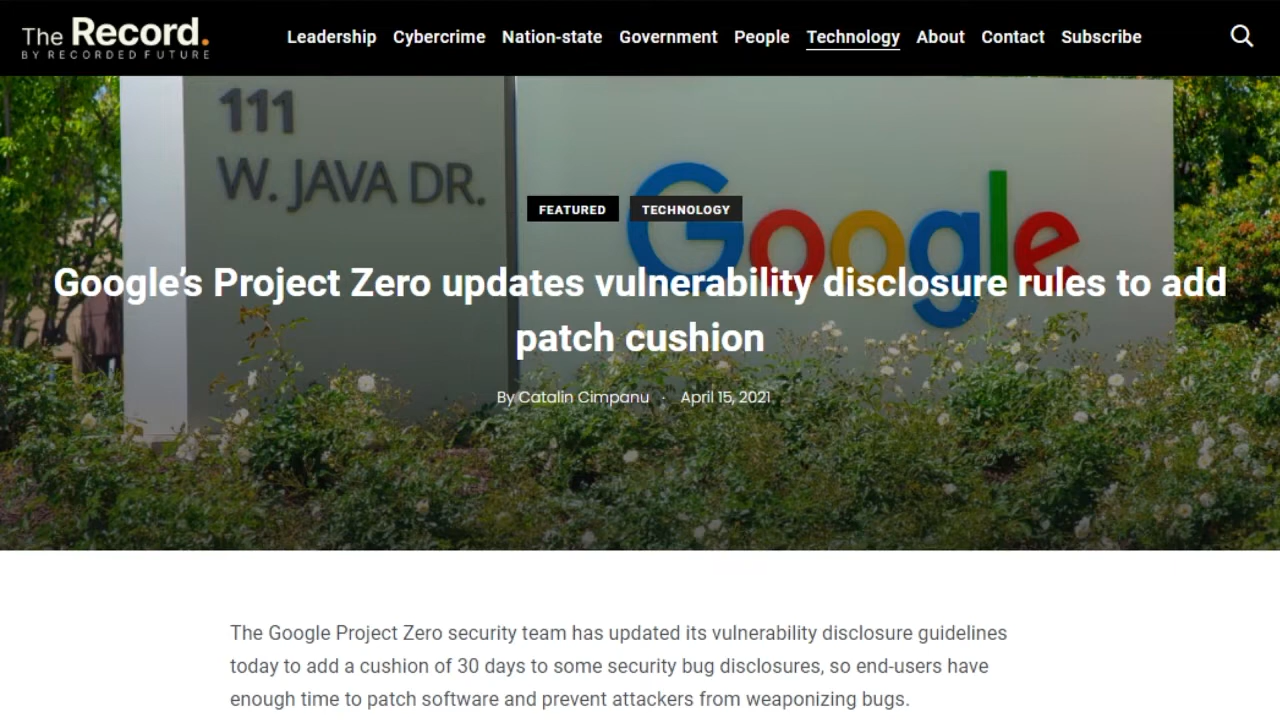 The Record.
BY RECORDED FUTURE
Leadership Cybercrime Nation-state Government People Technology About Contact Subscribe
111
W. JAVA DR.
Google
FEATURED TECHNOLOGY
Google’s Project Zero updates vulnerability disclosure rules to add
patch cushion
By Catalin Cimpanu · April 15, 2021
The Google Project Zero security team has updated its vulnerability disclosure guidelines
today to add a cushion of 30 days to some security bug disclosures, so end-users have
enough time to patch software and prevent attackers from weaponizing bugs.